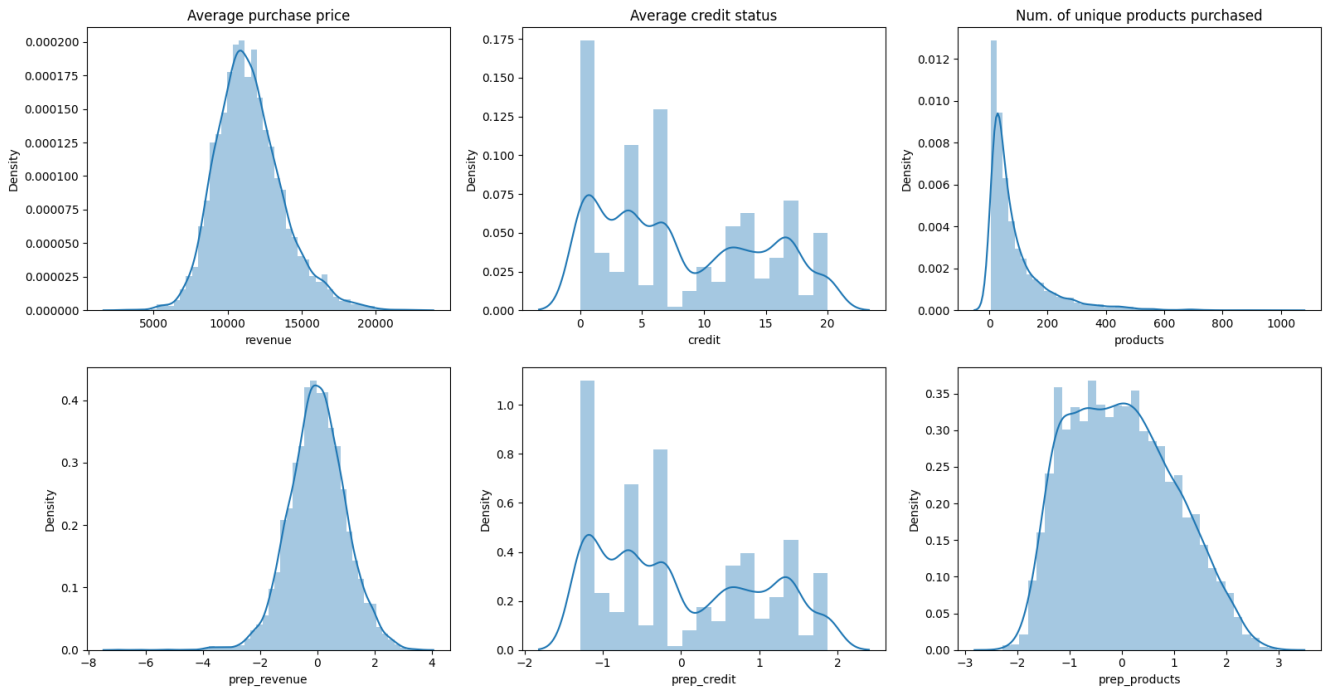 Average purchase price
Average credit status
Num. of unique products purchased
Density
0.000200
0.000175
0.000150
0.000125
0.000100
0.000075
0.000050
0.000025
0.000000
5000 10000 15000 20000
revenue
Density
0.175
0.150
0.125
0.100
0.075
0.050
0.025
0.000
0 5 10 15 20
credit
Density
0.012
0.010
0.008
0.006
0.004
0.002
0.000
0 200 400 600 800 1000
products
Density
0.4
0.3
0.2
0.1
0.0
−8 −6 −4 −2 0 2 4
prep_revenue
Density
1.0
0.8
0.6
0.4
0.2
0.0
−2 −1 0 1 2
prep_credit
Density
0.35
0.30
0.25
0.20
0.15
0.10
0.05
0.00
−3 −2 −1 0 1 2 3
prep_products